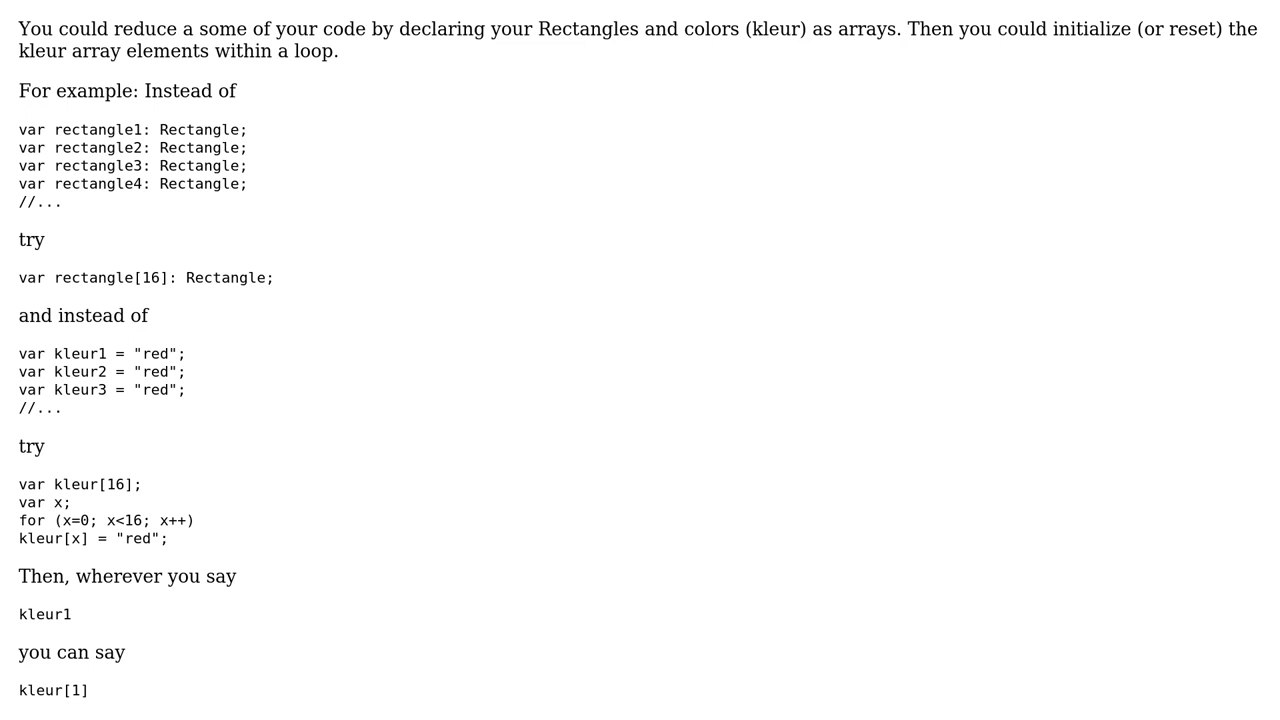 You could reduce a some of your code by declaring your Rectangles and colors (kleur) as arrays. Then you could initialize (or reset) the
kleur array elements within a loop.
For example: Instead of
var rectangle1: Rectangle;
var rectangle2: Rectangle;
var rectangle3: Rectangle;
var rectangle4: Rectangle;
//...
try
var rectangle[16]: Rectangle;
and instead of
var kleur1 = "red";
var kleur2 = "red";
var kleur3 = "red";
//...
try
var kleur[16];
var x;
for (x=0; x<16; x++)
kleur[x] = "red";
Then, wherever you say
kleur1
you can say
kleur[1]